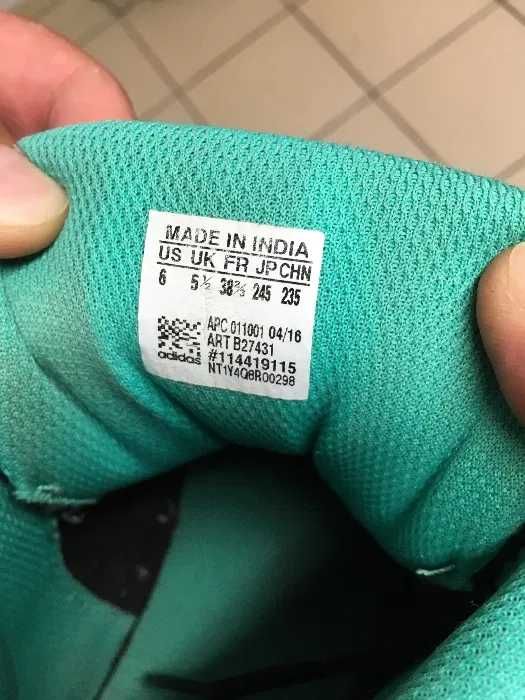 MADE IN INDIA
US UK FR JP CHN
6 5½ 38⅔ 245 235
APC 011001 04/16
ART B27431
adidas #114419115
NT1Y4Q8R00298